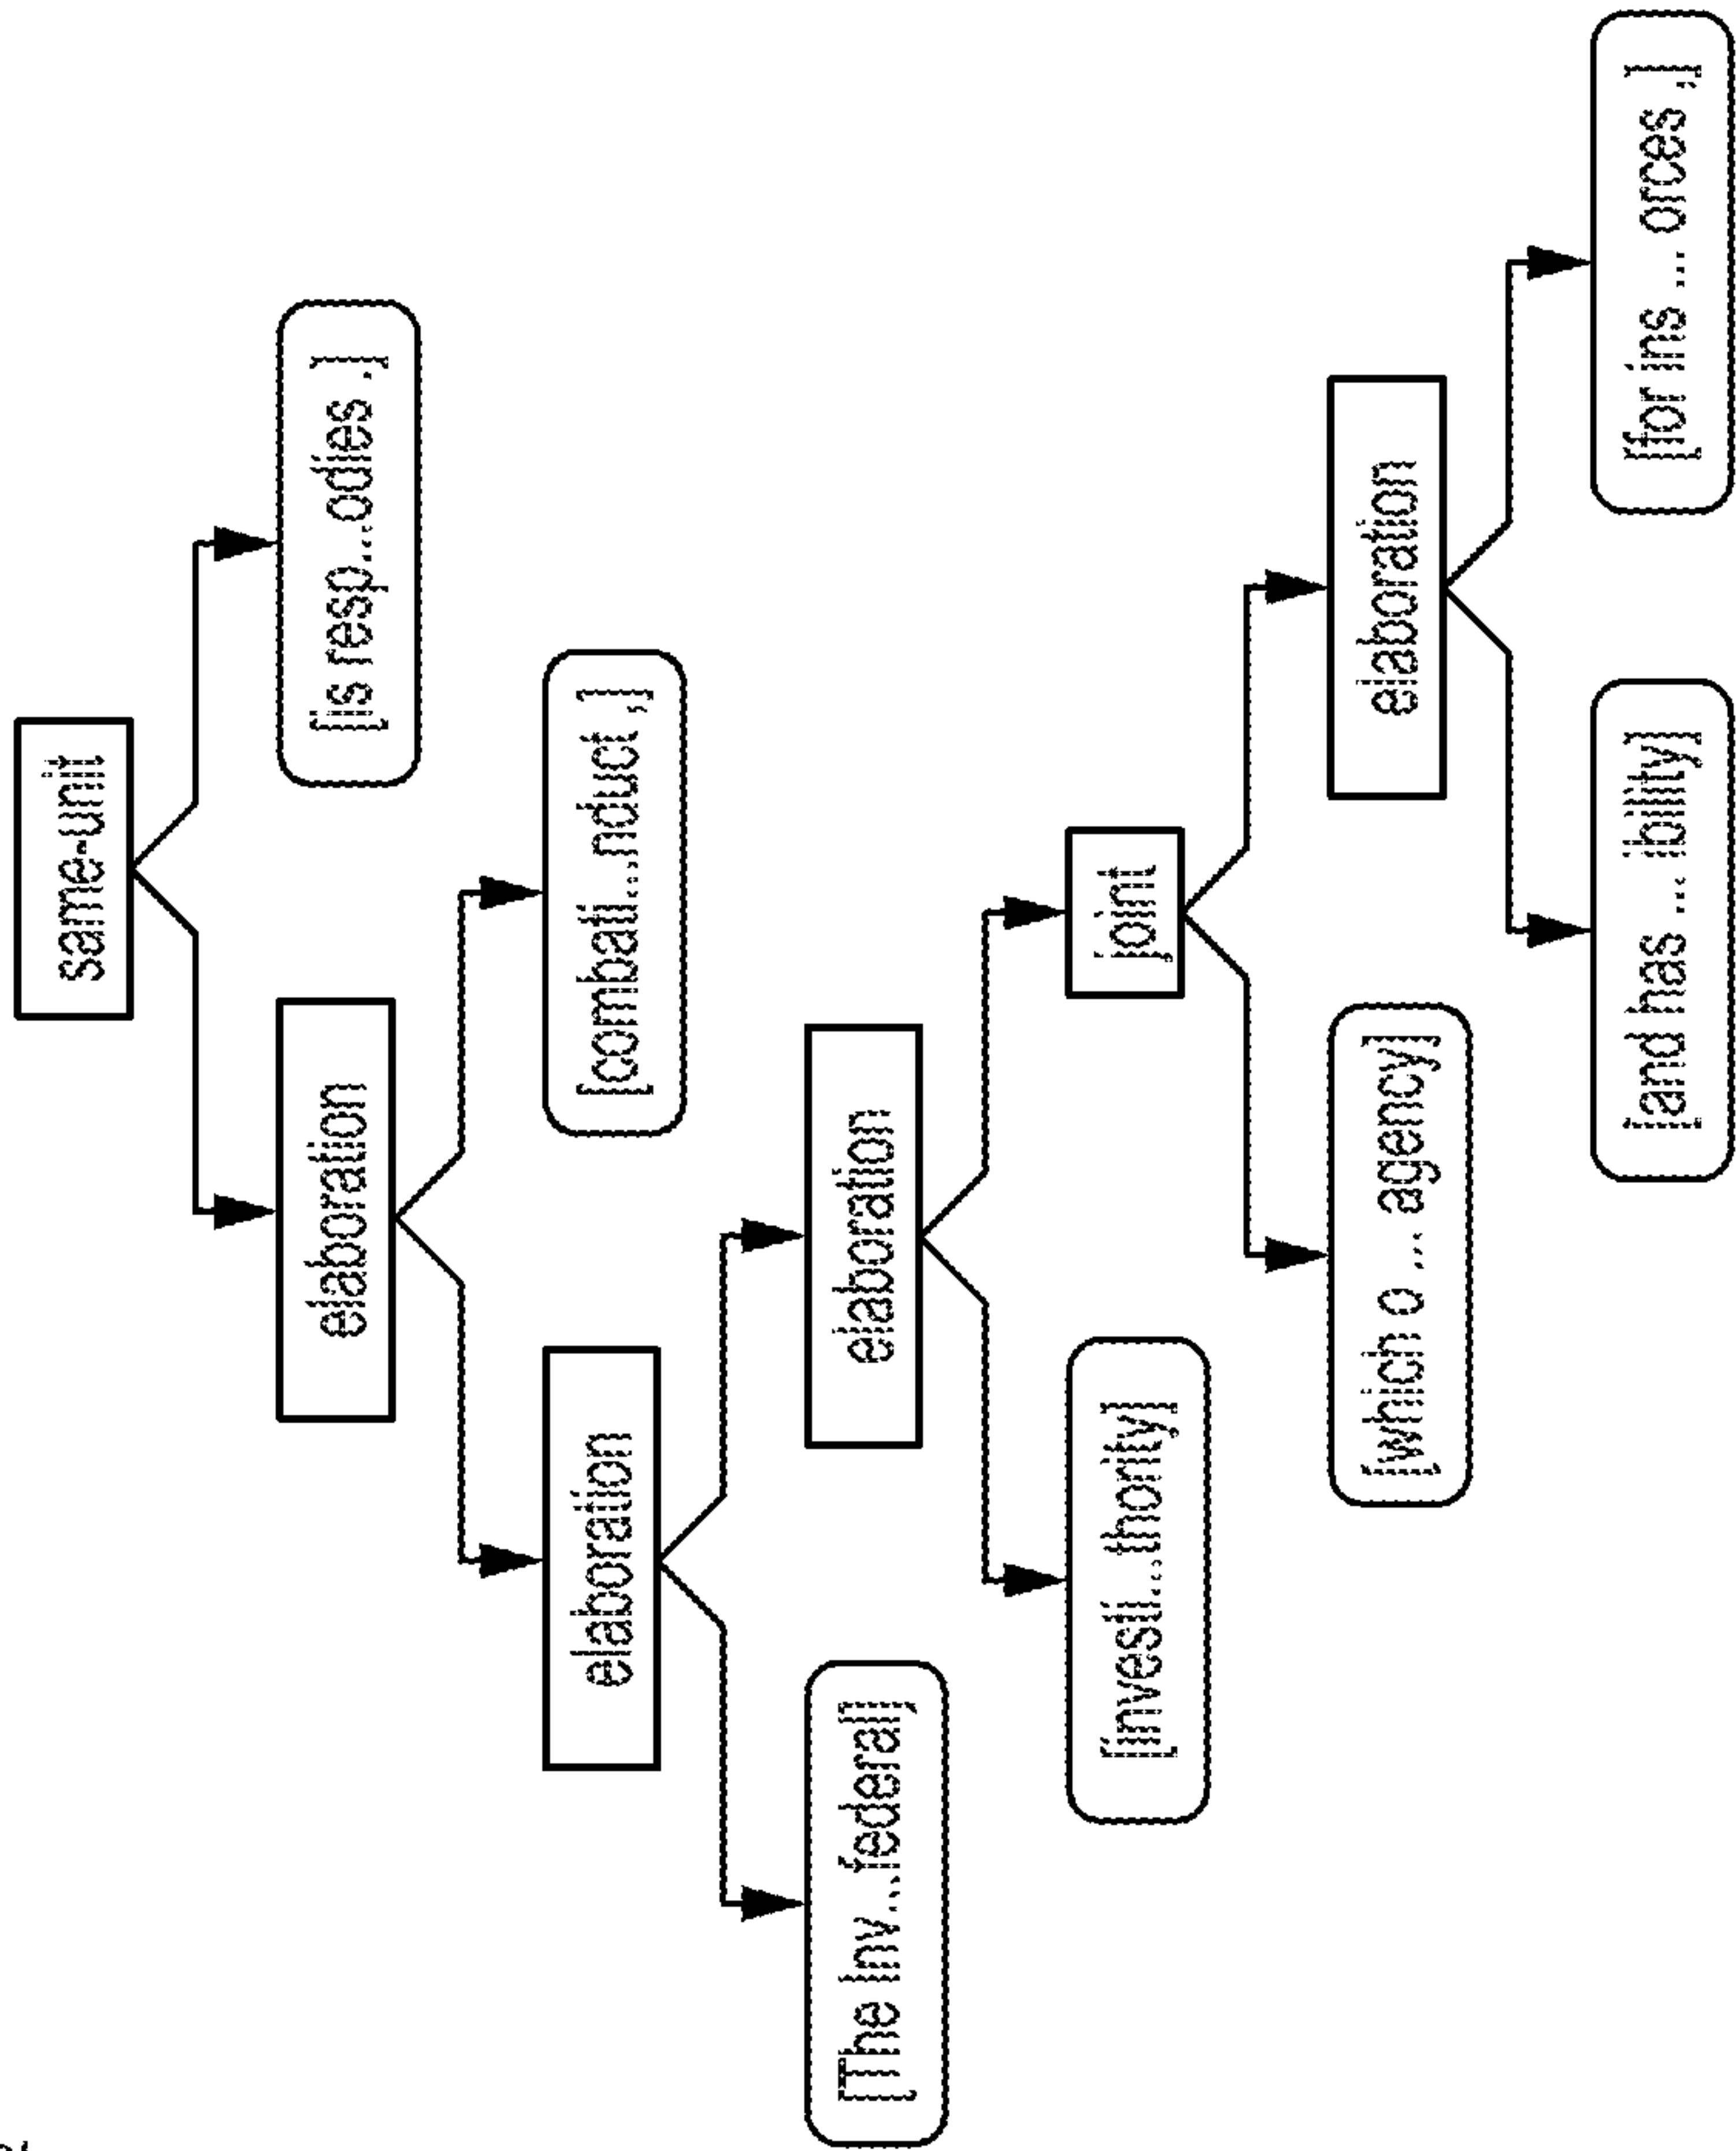 same-unit
elaboration
[is resp...odies ,]
elaboration
[combati...nduct ,]
[The Inv...federal]
elaboration
[investi...thority]
joint
[which o ... agency]
elaboration
[and has ... ibility]
[for ins ... orces ,]